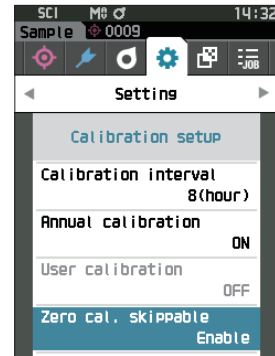 SCI M⁰ 14:32
Sample 0009
-JOB
Setting
Calibration setup
Calibration interval
8(hour)
Annual calibration
ON
User calibration
OFF
Zero cal. skippable
Enable